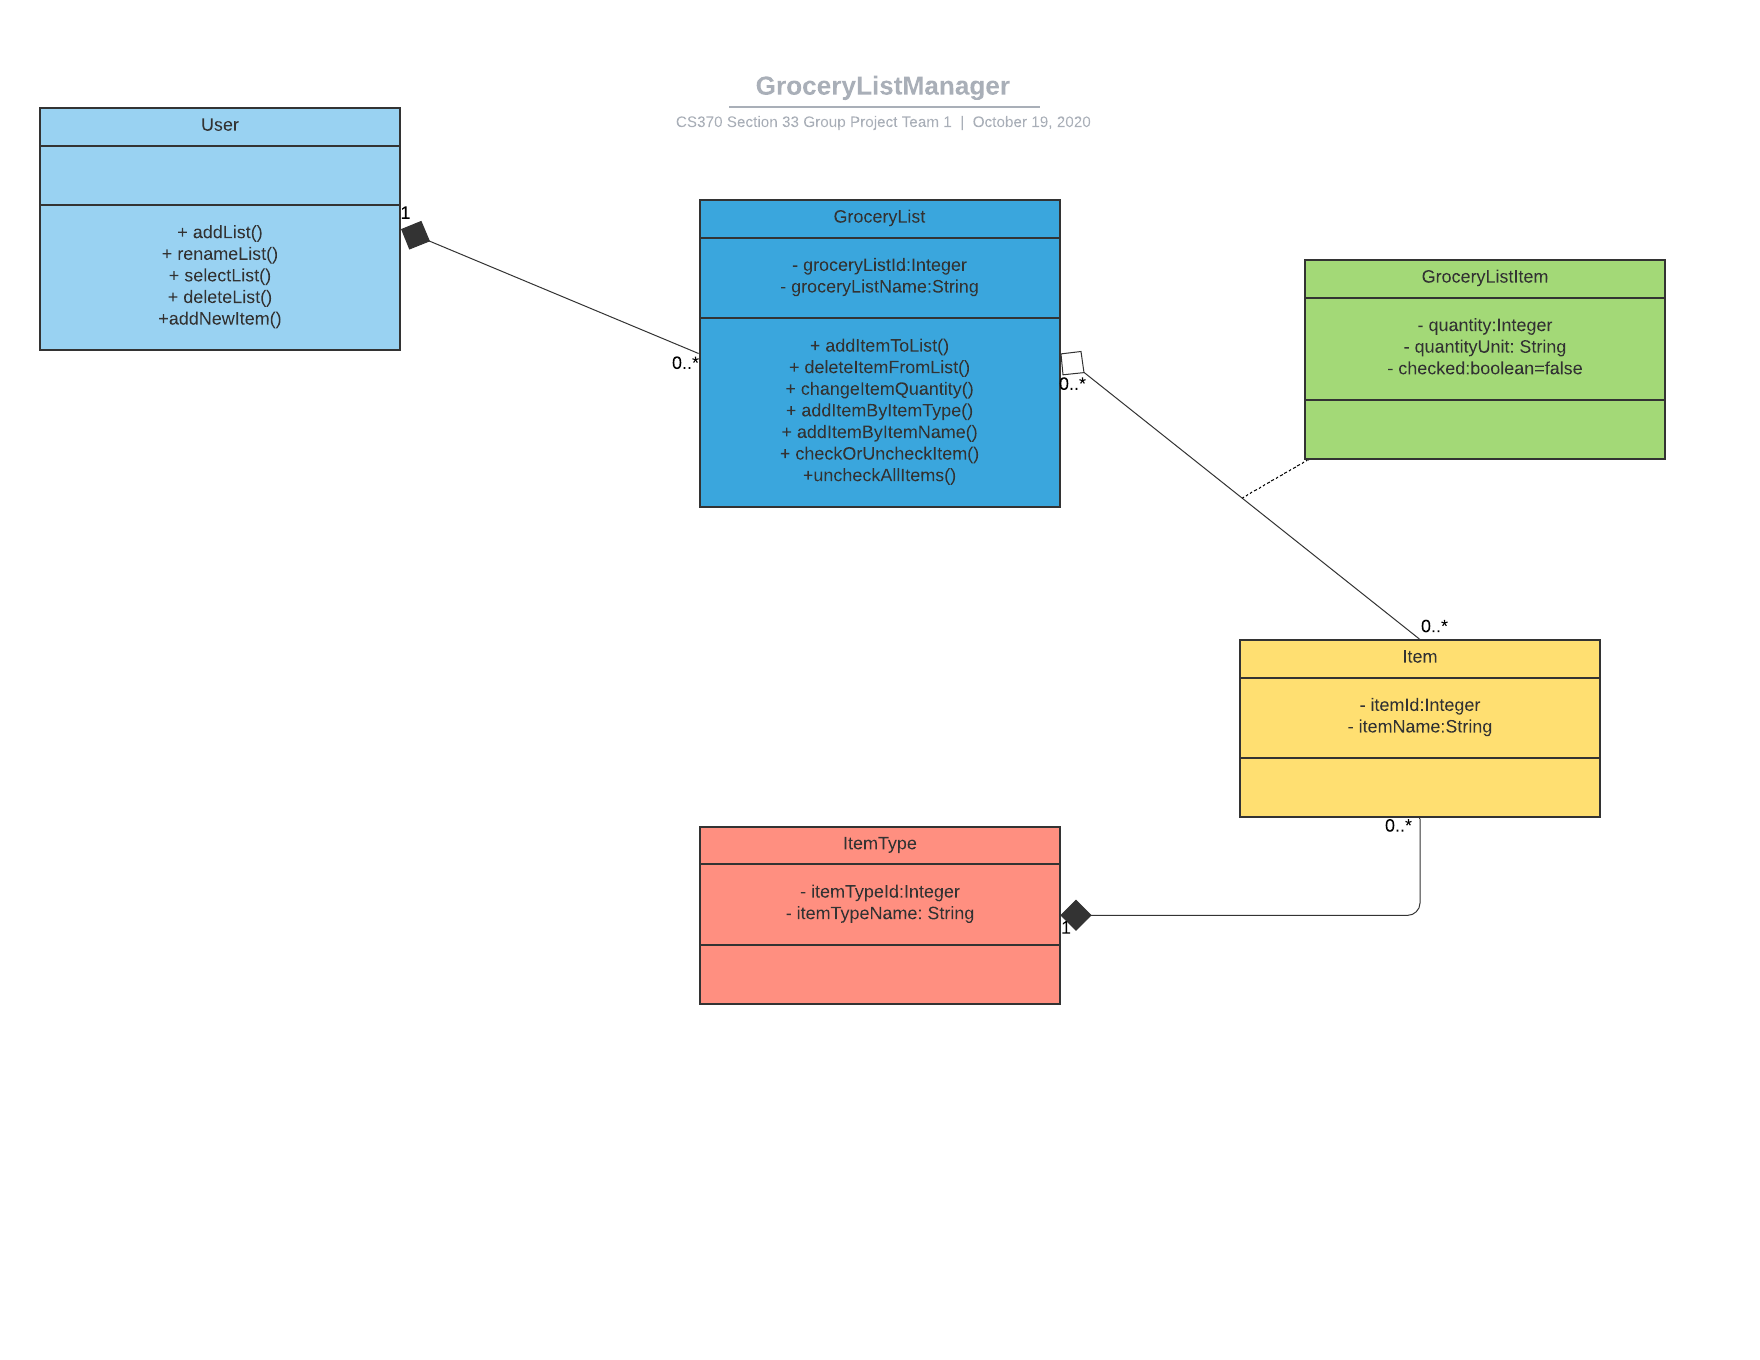 GroceryListManager
CS370 Section 33 Group Project Team 1 | October 19, 2020
User
+ addList()
+ renameList()
+ selectList()
+ deleteList()
+addNewItem()
1
0..*
GroceryList
- groceryListId:Integer
- groceryListName:String
+ addItemToList()
+ deleteItemFromList()
+ changeItemQuantity()
+ addItemByItemType()
+ addItemByItemName()
+ checkOrUncheckItem()
+uncheckAllItems()
0..*
GroceryListItem
- quantity:Integer
- quantityUnit: String
- checked:boolean=false
0..*
Item
- itemId:Integer
- itemName:String
0..*
ItemType
- itemTypeId:Integer
- itemTypeName: String
1